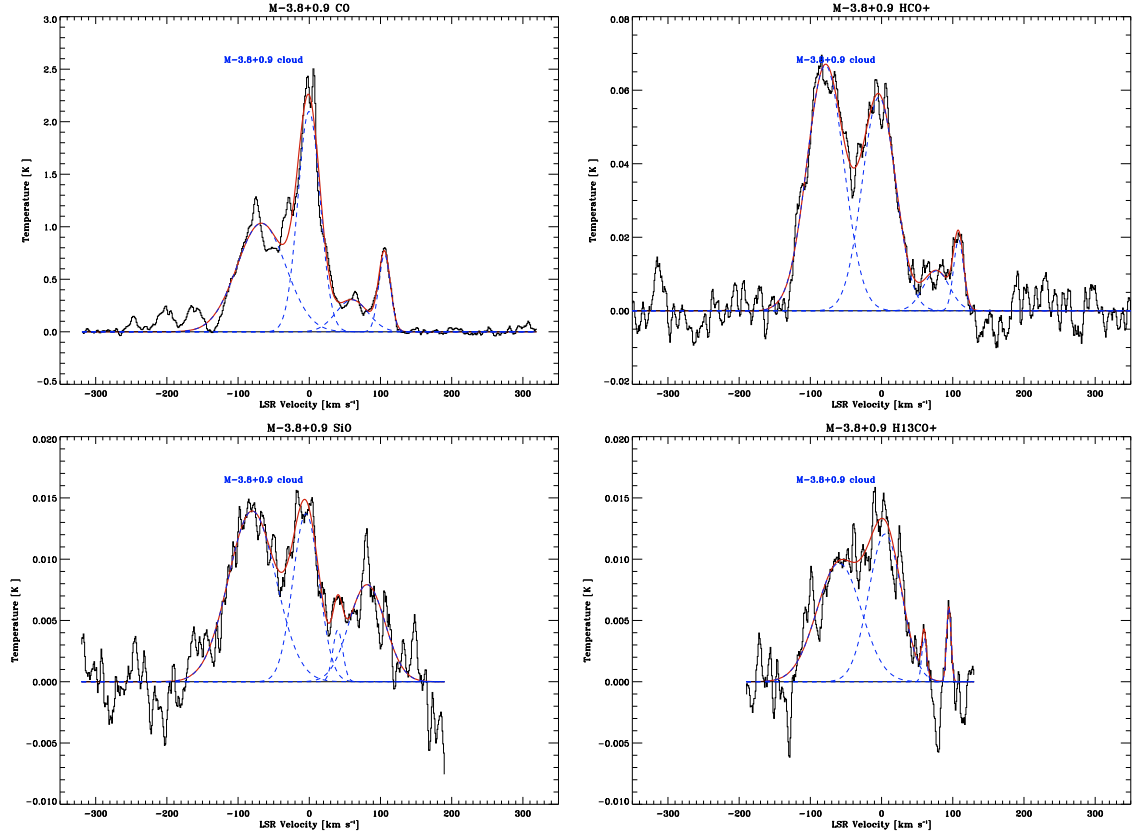 M-3.8+0.9 CO
3.0
2.5
2.0
1.5
1.0
0.5
0.0
-0.5
Temperature [K ]
M-3.8+0.9 cloud
-300 -200 -100 0 100 200 300
LSR Velocity [km s⁻¹]
M-3.8+0.9 HCO+
0.08
0.06
0.04
0.02
0.00
-0.02
Temperature [K ]
M-3.8+0.9 cloud
-300 -200 -100 0 100 200 300
LSR Velocity [km s⁻¹]
M-3.8+0.9 SiO
0.020
0.015
0.010
0.005
0.000
-0.005
-0.010
Temperature [K ]
M-3.8+0.9 cloud
-300 -200 -100 0 100 200 300
LSR Velocity [km s⁻¹]
M-3.8+0.9 H13CO+
0.020
0.015
0.010
0.005
0.000
-0.005
-0.010
Temperature [K ]
M-3.8+0.9 cloud
-300 -200 -100 0 100 200 300
LSR Velocity [km s⁻¹]